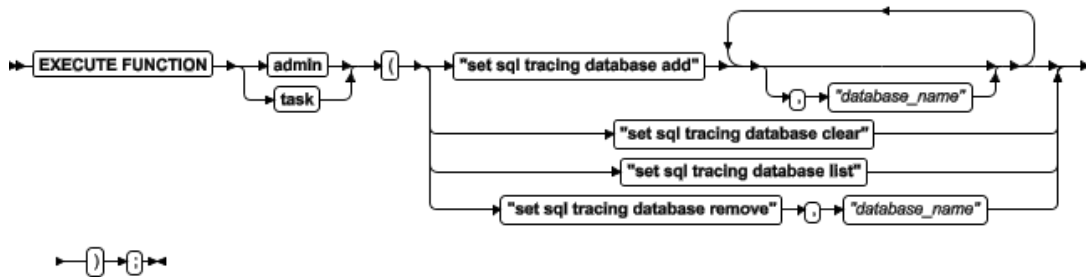 EXECUTE FUNCTION admin ( "set sql tracing database add"
task , "database_name"
"set sql tracing database clear"
"set sql tracing database list"
"set sql tracing database remove" , "database_name"
) ;